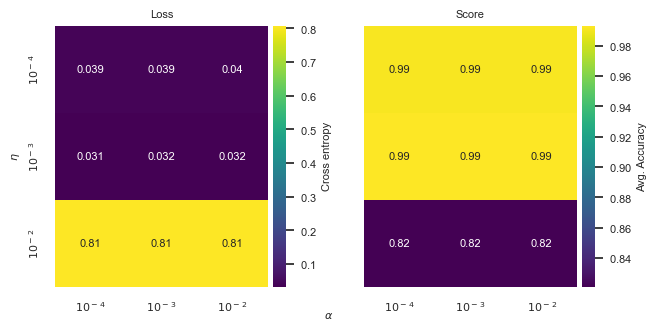 Loss
Score
0.039 0.039 0.04
0.031 0.032 0.032
0.81 0.81 0.81
0.99 0.99 0.99
0.99 0.99 0.99
0.82 0.82 0.82
η
10⁻⁴
10⁻³
10⁻²
10⁻⁴ 10⁻³ 10⁻²
10⁻⁴ 10⁻³ 10⁻²
α
0.8
0.7
0.6
0.5
0.4
0.3
0.2
0.1
Cross entropy
0.98
0.96
0.94
0.92
0.90
0.88
0.86
0.84
Avg. Accuracy